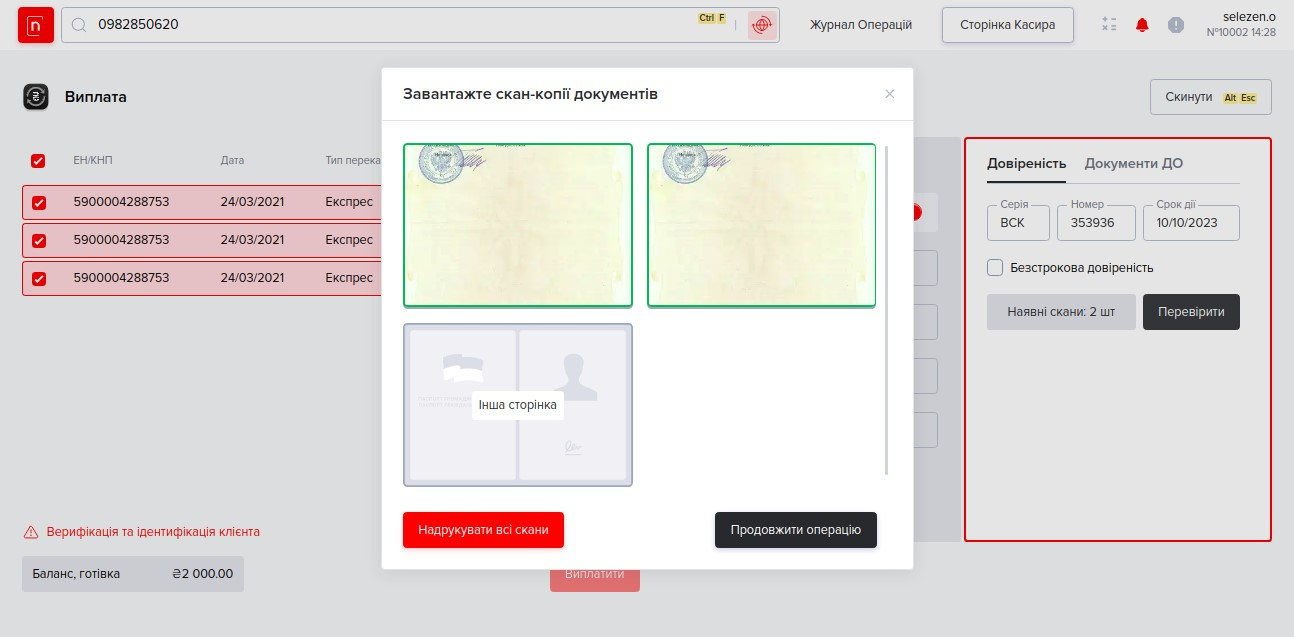 n
0982850620
Ctrl F
Журнал Операцій
Сторінка Касира
selezen.o
№10002 14:28
Виплата
Скинути Alt Esc
ЕН/КНП Дата Тип перека
5900004288753 24/03/2021 Експрес
5900004288753 24/03/2021 Експрес
5900004288753 24/03/2021 Експрес
Верифікація та ідентифікація клієнта
Баланс, готівка ₴2 000.00
Виплатити
Завантажте скан-копії документів
Інша сторінка
Надрукувати всі скани
Продовжити операцію
Довіреність Документи ДО
Серія Номер Срок дії
ВСК 353936 10/10/2023
Безстрокова довіреність
Наявні скани: 2 шт
Перевірити